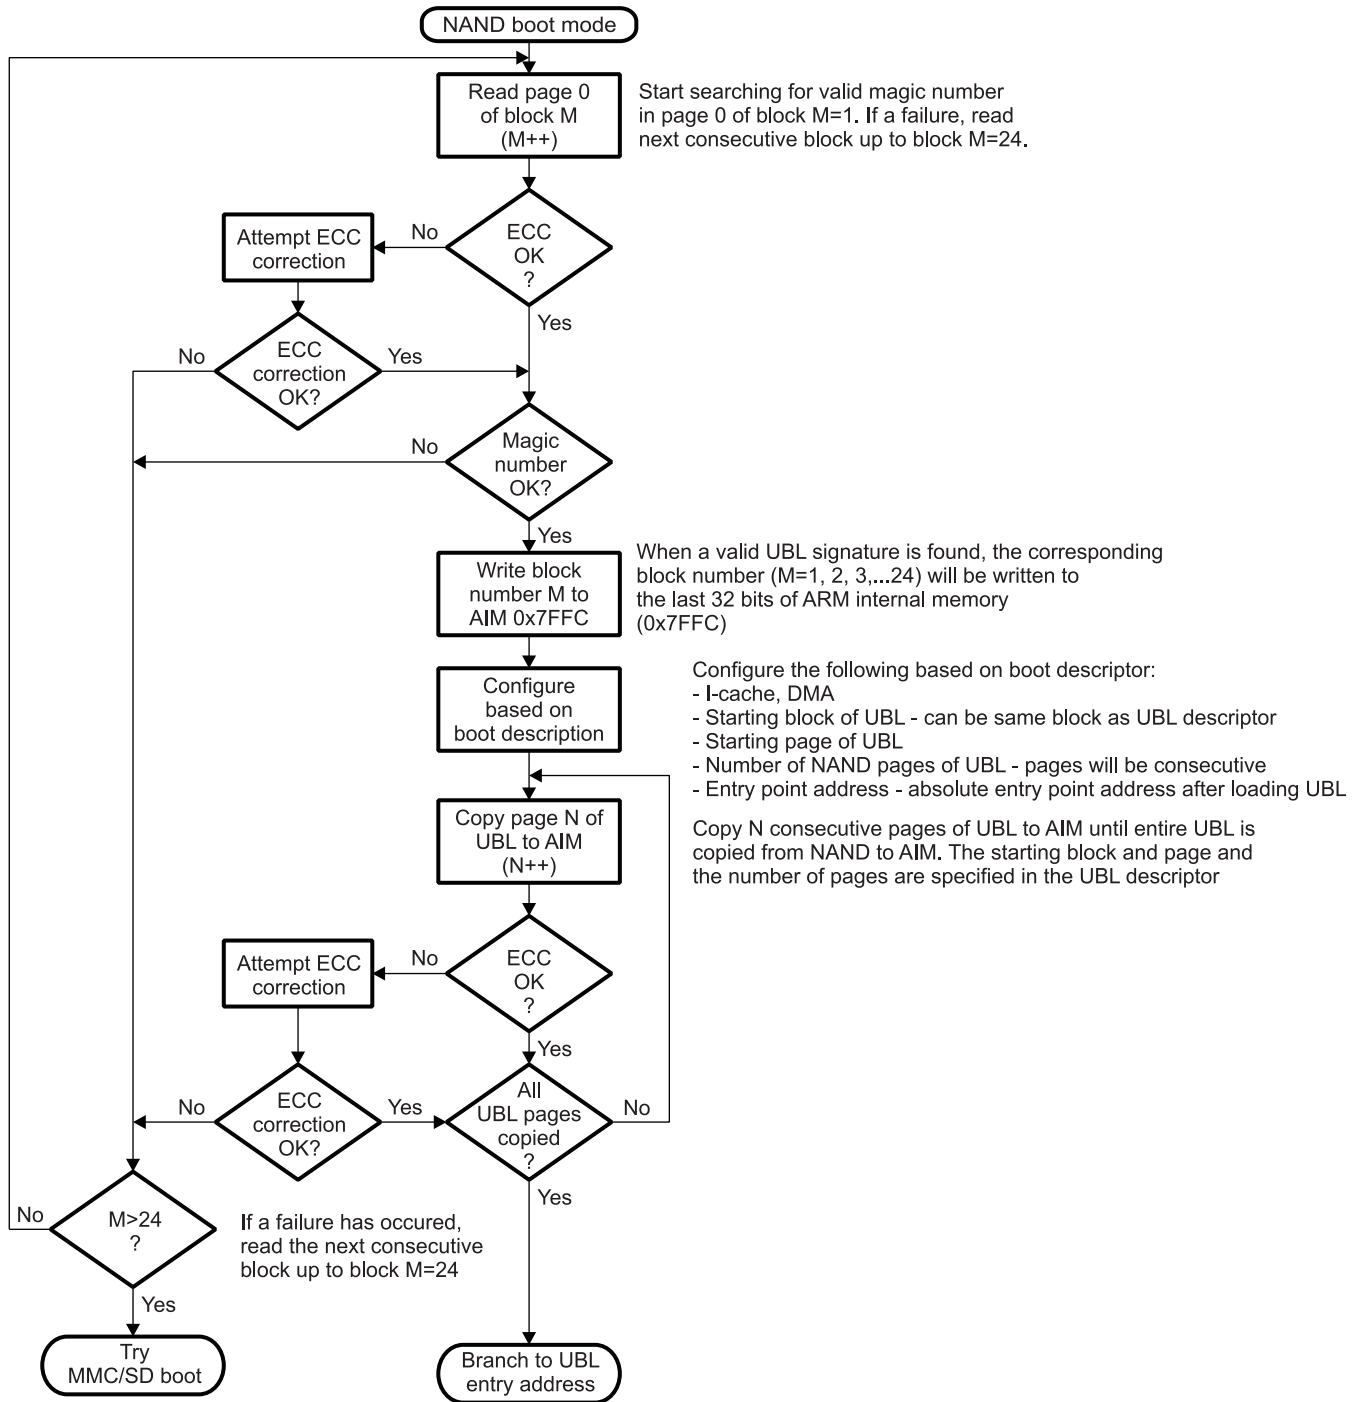 NAND boot mode
Read page 0
of block M
(M++)
Start searching for valid magic number
in page 0 of block M=1. If a failure, read
next consecutive block up to block M=24.
ECC
OK
?
No
Attempt ECC
correction
Yes
ECC
correction
OK?
No
Yes
Magic
number
OK?
No
Yes
Write block
number M to
AIM 0x7FFC
When a valid UBL signature is found, the corresponding
block number (M=1, 2, 3,...24) will be written to
the last 32 bits of ARM internal memory
(0x7FFC)
Configure
based on
boot description
Configure the following based on boot descriptor:
- I-cache, DMA
- Starting block of UBL - can be same block as UBL descriptor
- Starting page of UBL
- Number of NAND pages of UBL - pages will be consecutive
- Entry point address - absolute entry point address after loading UBL
Copy page N of
UBL to AIM
(N++)
Copy N consecutive pages of UBL to AIM until entire UBL is
copied from NAND to AIM. The starting block and page and
the number of pages are specified in the UBL descriptor
ECC
OK
?
No
Attempt ECC
correction
Yes
ECC
correction
OK?
No
Yes
All
UBL pages
copied
?
No
Yes
M>24
?
No
If a failure has occured,
read the next consecutive
block up to block M=24
Yes
Try
MMC/SD boot
Branch to UBL
entry address